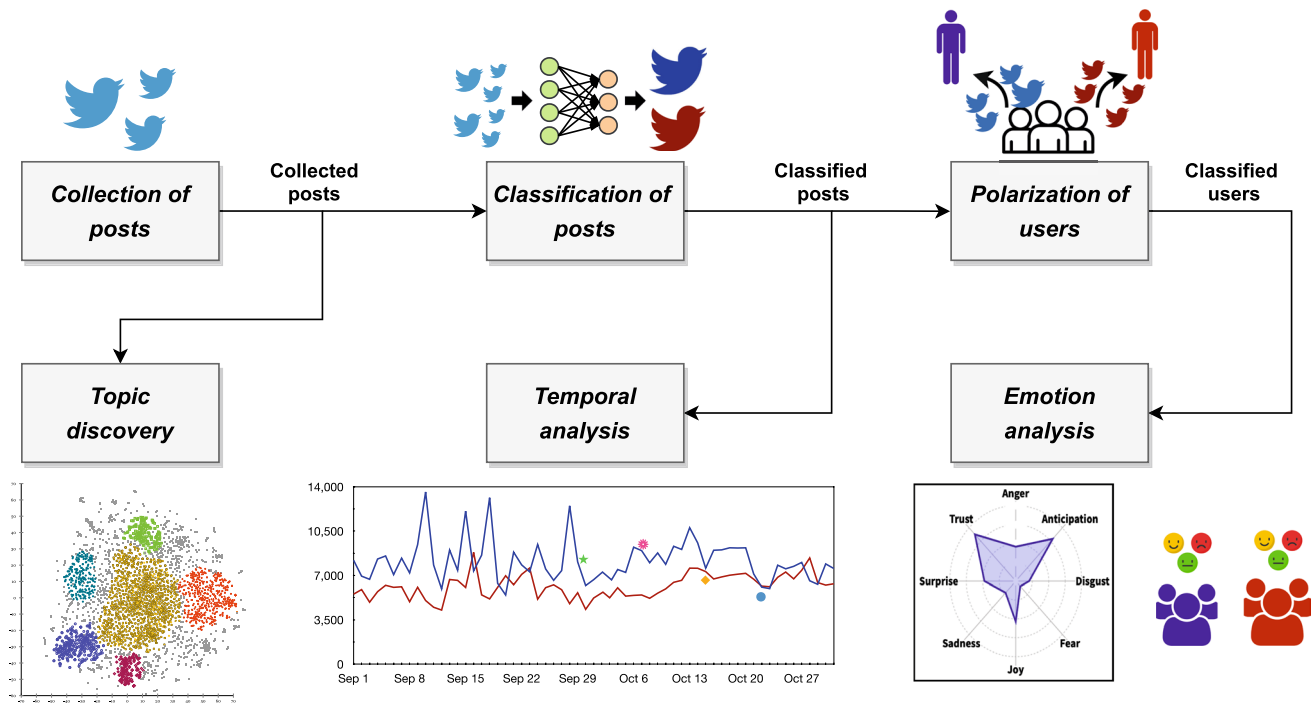 Collected
posts
Classified
posts
Classified
users
Collection of
posts
Classification of
posts
Polarization of
users
Topic
discovery
Temporal
analysis
Emotion
analysis
14,000
10,500
7,000
3,500
0
Sep 1
Sep 8
Sep 15
Sep 22
Sep 29
Oct 6
Oct 13
Oct 20
Oct 27
Anger
Trust
Anticipation
Surprise
Disgust
Sadness
Fear
Joy